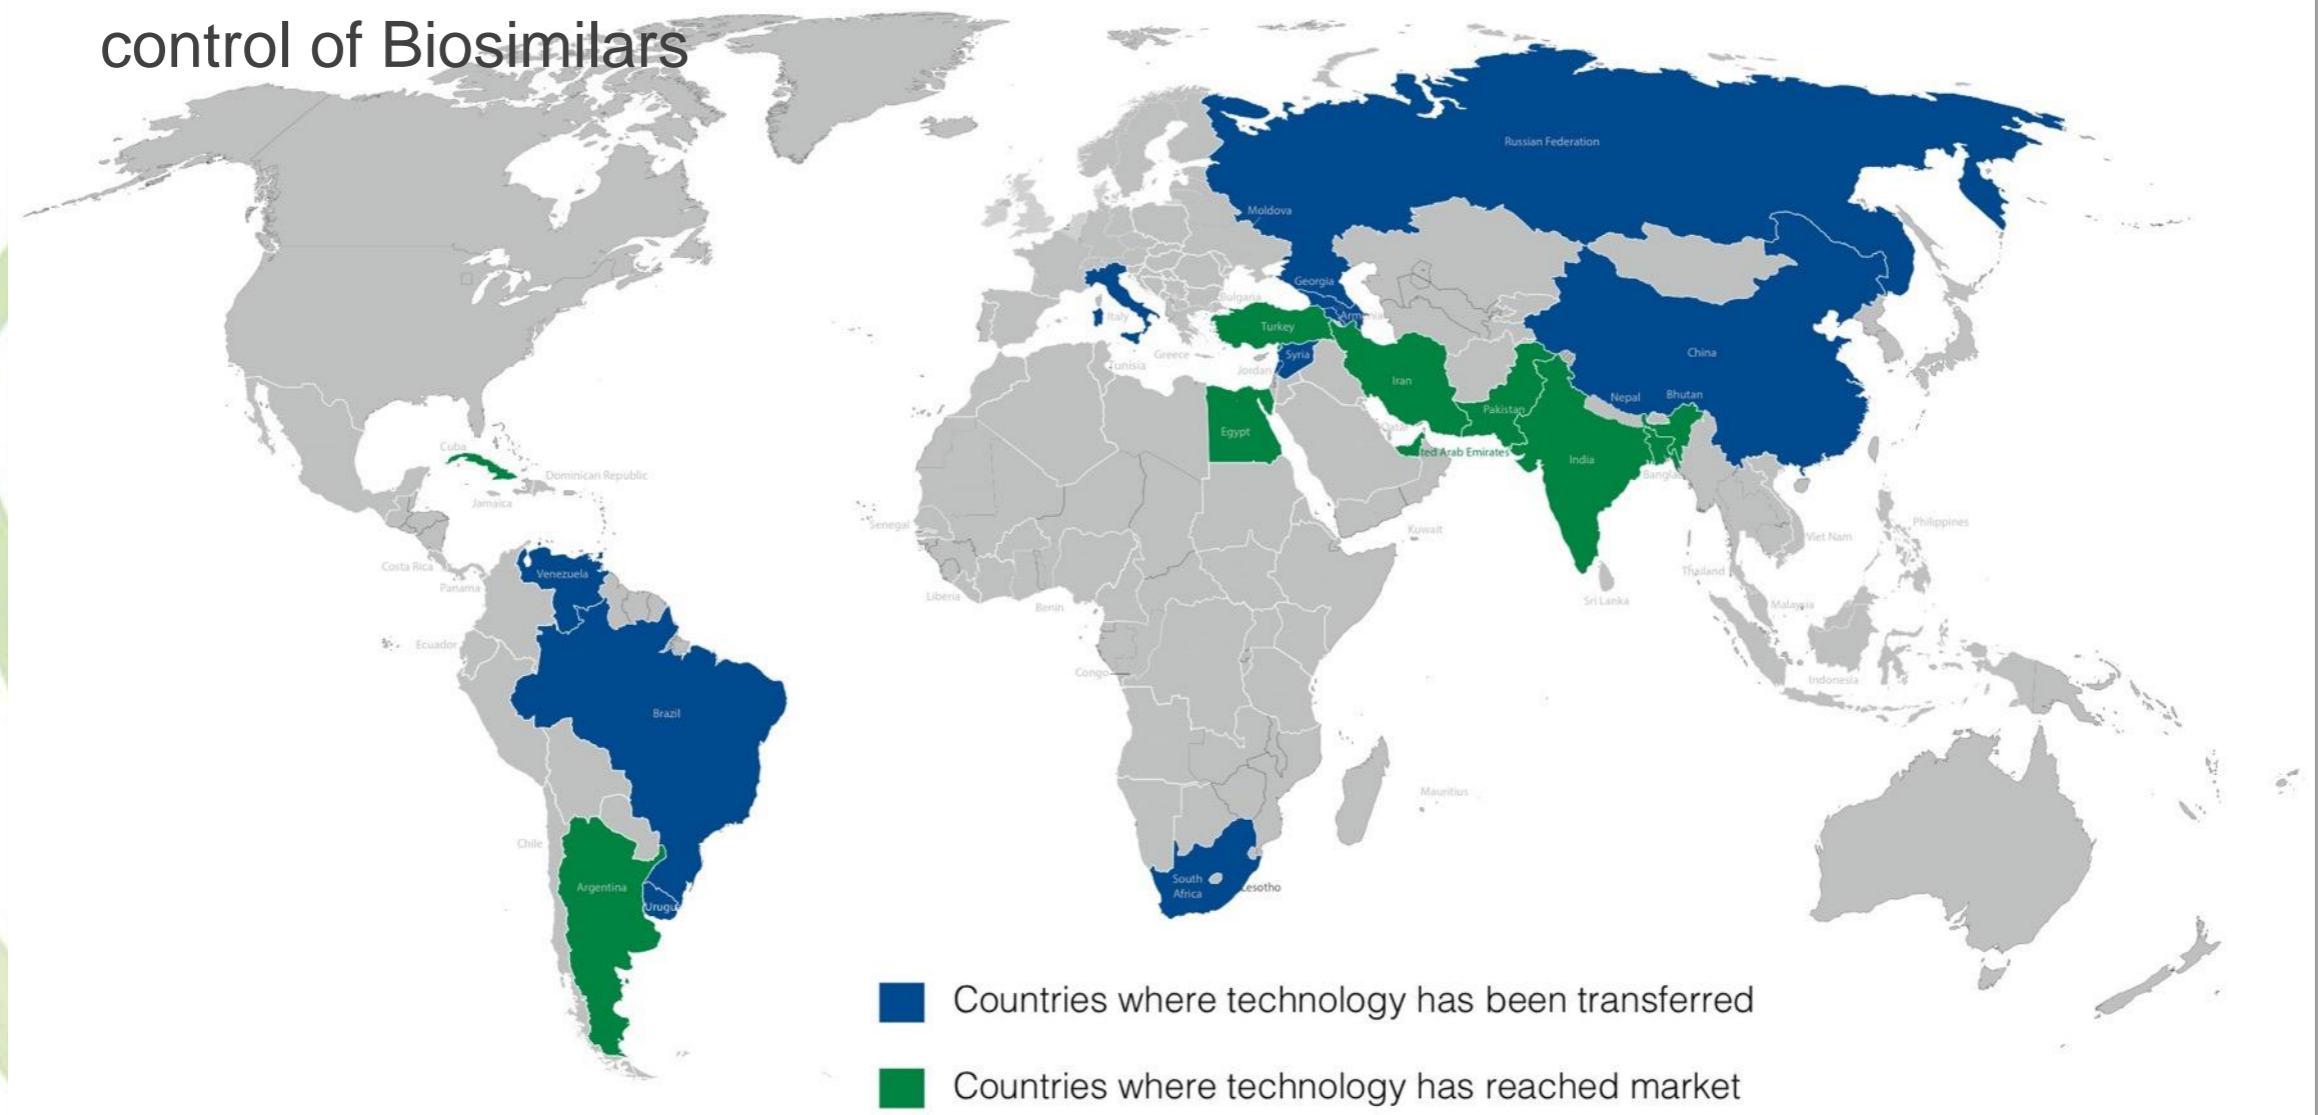 control of Biosimilars
Russian Federation
Moldova
Georgia
Bulgaria
Armenia
Italy
Turkey
Greece
Tunisia
Syria
Jordan
Iran
China
Nepal
Bhutan
Pakistan
Qatar
Egypt
ted Arab Emirates
India
Bangla
Cuba
Dominican Republic
Jamaica
Senegal
Kuwait
Philippines
Viet Nam
Costa Rica
Venezuela
Panama
Thailand
Liberia
Benin
Sri Lanka
Malaysia
Ecuador
Congo
Indonesia
Brazil
Mauritius
Chile
Argentina
South
Africa
Lesotho
Urugu
Countries where technology has been transferred
Countries where technology has reached market